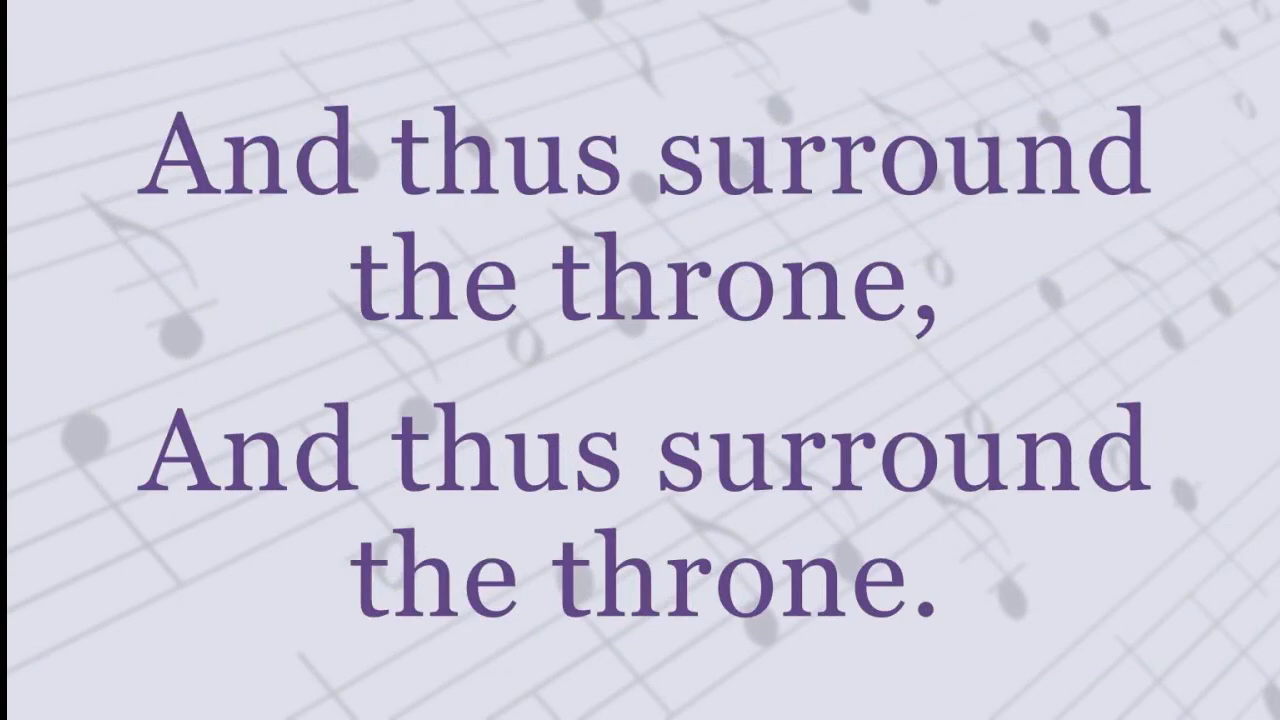 And thus surround
the throne,
And thus surround
the throne.